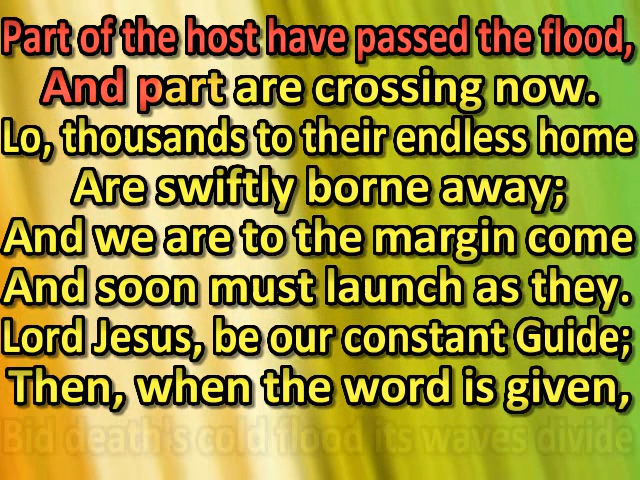 Part of the host have passed the flood,
And part are crossing now.
Lo, thousands to their endless home
Are swiftly borne away;
And we are to the margin come
And soon must launch as they.
Lord Jesus, be our constant Guide;
Then, when the word is given,
Bid death's cold flood its waves divide